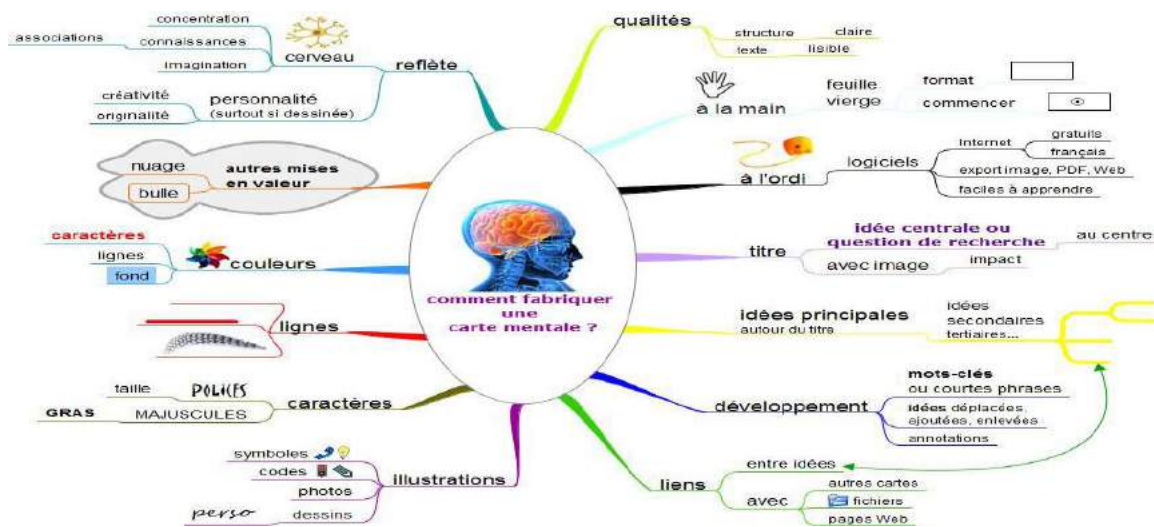 comment fabriquer
une
carte mentale ?
qualités
structure claire
texte lisible
à la main
feuille
vierge
format
commencer
à l'ordi
logiciels
Internet
gratuits
français
export image, PDF, Web
faciles à apprendre
titre
idée centrale ou
question de recherche
au centre
avec image
impact
idées principales
autour du titre
idées
secondaires
tertiaires...
développement
mots-clés
ou courtes phrases
idées déplacées,
ajoutées, enlevées
annotations
liens
entre idées
avec
autres cartes
fichiers
pages Web
illustrations
symboles
codes
photos
dessins
perso
caractères
POLICES
taille
MAJUSCULES
GRAS
lignes
couleurs
caractères
lignes
fond
autres mises
en valeur
nuage
bulle
reflète
cerveau
concentration
connaissances
associations
imagination
personnalité
(surtout si dessinée)
créativité
originalité